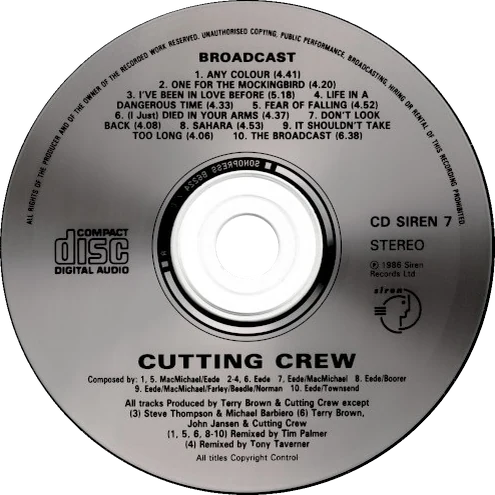 ALL RIGHTS OF THE PRODUCER AND OF THE OWNER OF THE RECORDED WORK RESERVED. UNAUTHORISED COPYING, PUBLIC PERFORMANCE, BROADCASTING, HIRING OR RENTAL OF THIS RECORDING PROHIBITED.
BROADCAST
1. ANY COLOUR (4.41)
2. ONE FOR THE MOCKINGBIRD (4.20)
3. I'VE BEEN IN LOVE BEFORE (5.18) 4. LIFE IN A
DANGEROUS TIME (4.33) 5. FEAR OF FALLING (4.52)
6. (I Just) DIED IN YOUR ARMS (4.37) 7. DON'T LOOK
BACK (4.08) 8. SAHARA (4.53) 9. IT SHOULDN'T TAKE
TOO LONG (4.06) 10. THE BROADCAST (6.38)
SONOPRESS
COMPACT
disc
DIGITAL AUDIO
CD SIREN 7
STEREO
℗ 1986 Siren
Records Ltd
siren
CUTTING CREW
Composed by: 1, 5. MacMichael/Eede 2-4, 6. Eede 7. Eede/MacMichael 8. Eede/Boorer
9. Eede/MacMichael/Farley/Beedle/Norman 10. Eede/Townsend
All tracks Produced by Terry Brown & Cutting Crew except
(3) Steve Thompson & Michael Barbiero (6) Terry Brown,
John Jansen & Cutting Crew
(1, 5, 6, 8-10) Remixed by Tim Palmer
(4) Remixed by Tony Taverner
All titles Copyright Control